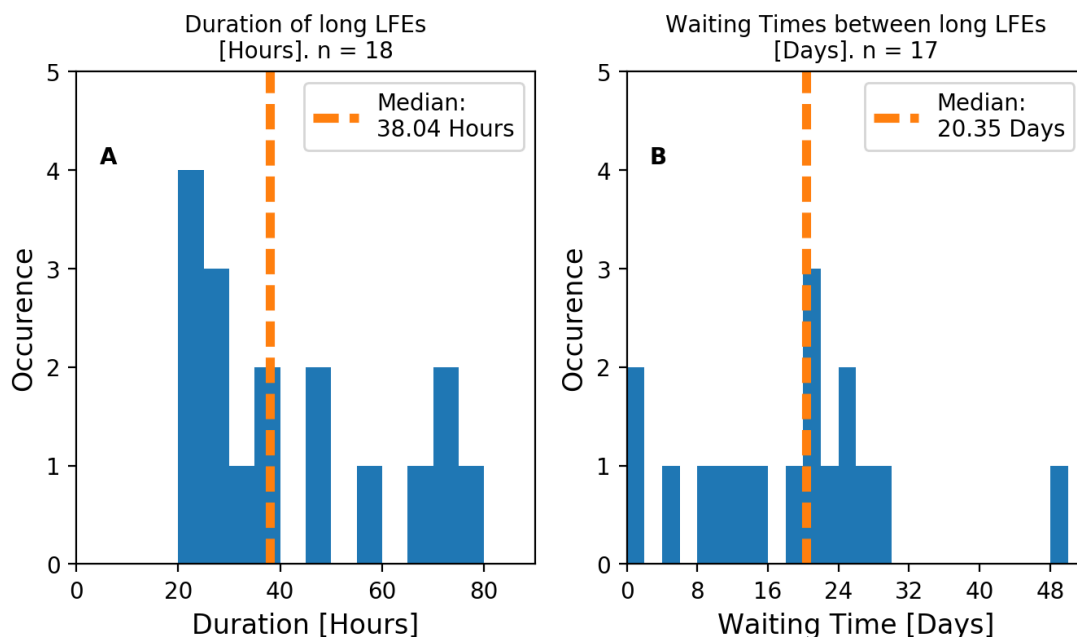 Duration of long LFEs
[Hours]. n = 18
Waiting Times between long LFEs
[Days]. n = 17
5
4
3
2
1
0
Occurence
A
Median:
38.04 Hours
0 20 40 60 80
Duration [Hours]
5
4
3
2
1
0
Occurence
B
Median:
20.35 Days
0 8 16 24 32 40 48
Waiting Time [Days]